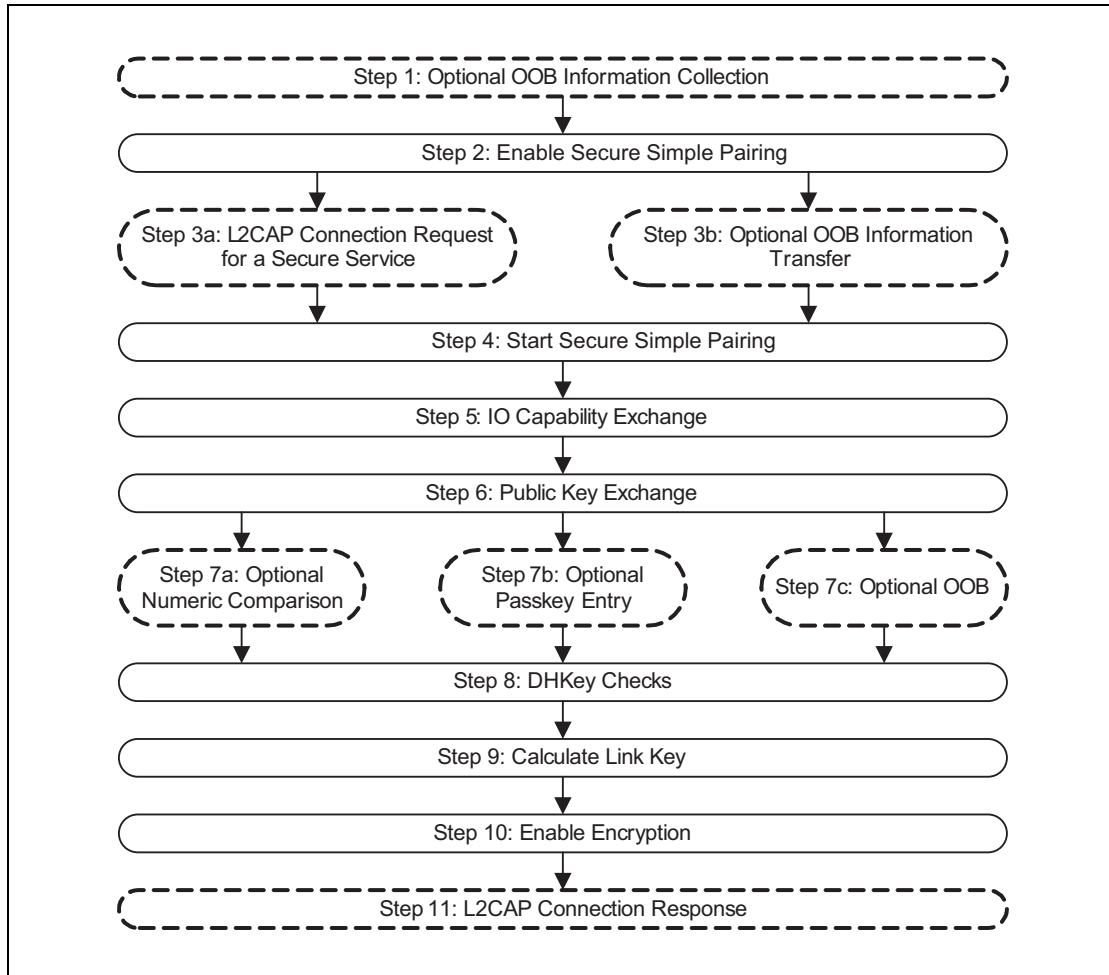 Step 1: Optional OOB Information Collection
Step 2: Enable Secure Simple Pairing
Step 3a: L2CAP Connection Request
for a Secure Service
Step 3b: Optional OOB Information
Transfer
Step 4: Start Secure Simple Pairing
Step 5: IO Capability Exchange
Step 6: Public Key Exchange
Step 7a: Optional
Numeric Comparison
Step 7b: Optional
Passkey Entry
Step 7c: Optional OOB
Step 8: DHKey Checks
Step 9: Calculate Link Key
Step 10: Enable Encryption
Step 11: L2CAP Connection Response